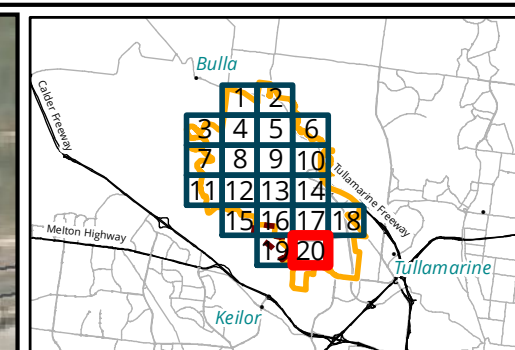 Bulla
Calder Freeway
1 2
3 4 5 6
7 8 9 10
Tullamarine Freeway
11 12 13 14
15 16 17 18
Melton Highway
19 20
Tullamarine
Keilor